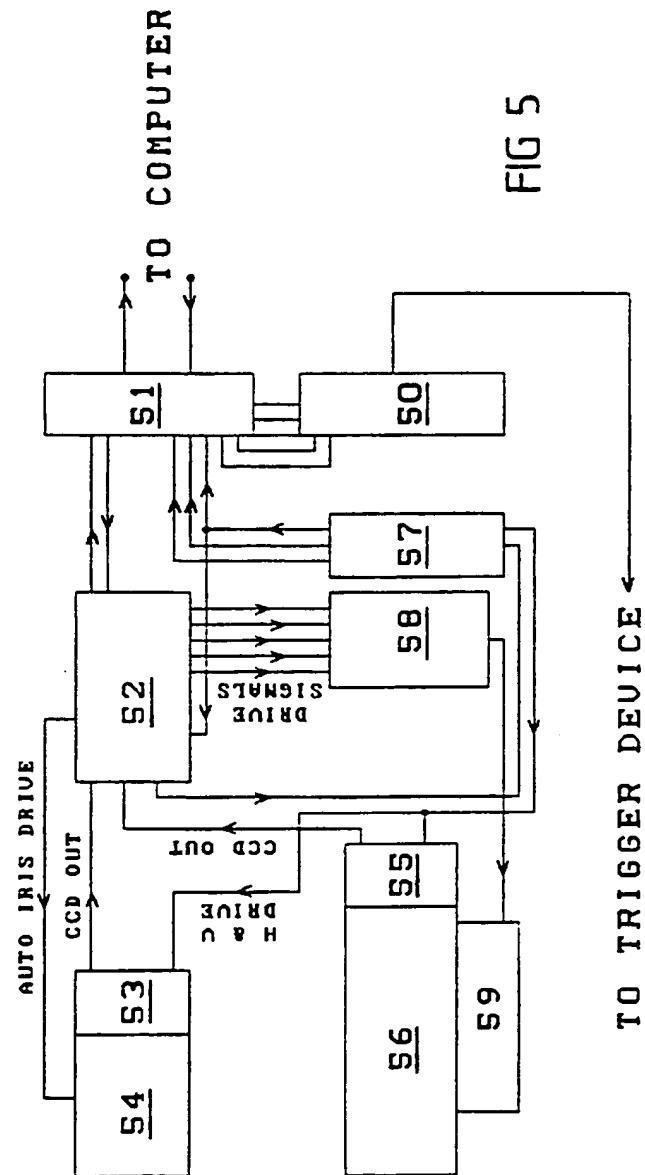 AUTO IRIS DRIVE
CCD OUT
54
53
H & V
DRIVE
52
CCD OUT
DRIVE
SIGMALS
51
TO COMPUTER
56
55
59
58
57
50
TO TRIGGER DEVICE
FIG 5